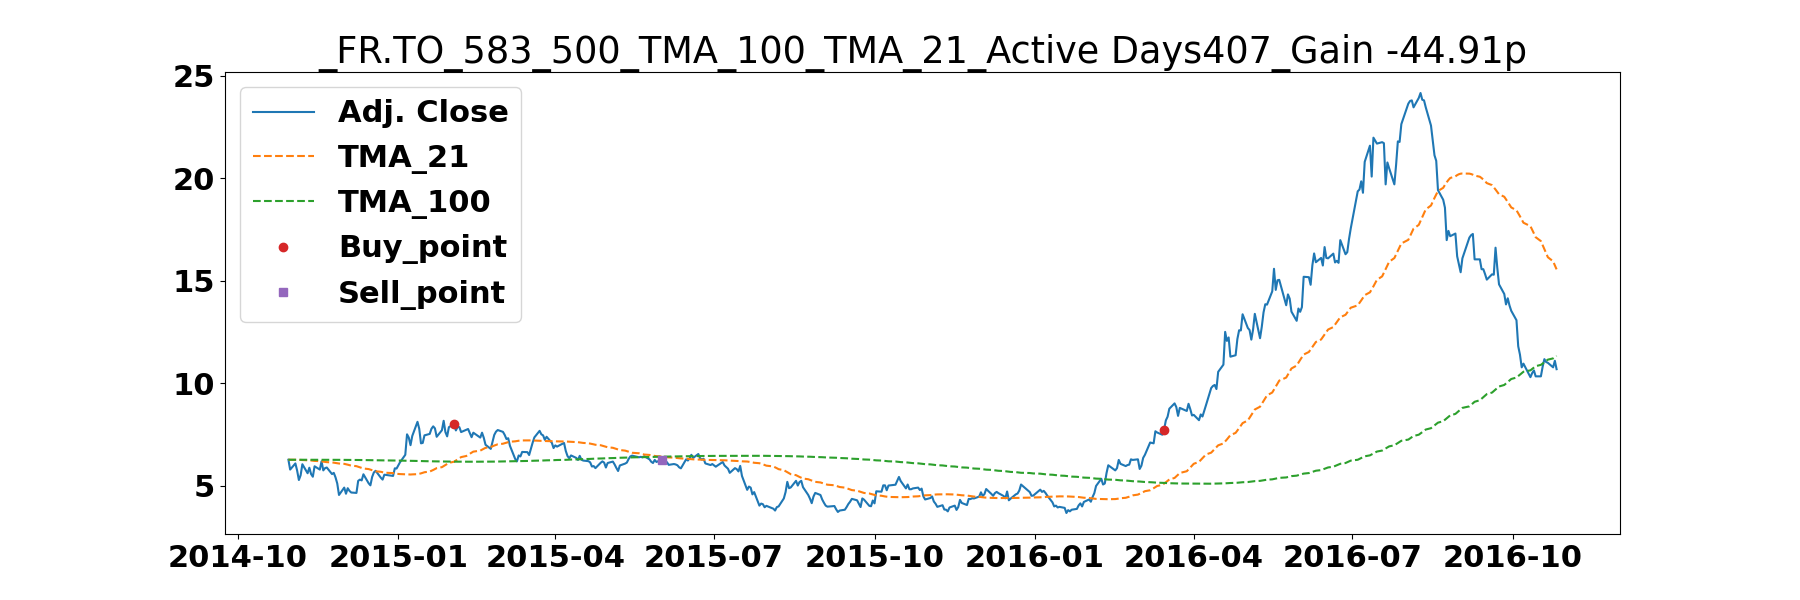 _FR.TO_583_500_TMA_100_TMA_21_Active Days407_Gain -44.91p
25
20
15
10
5
Adj. Close
TMA_21
TMA_100
Buy_point
Sell_point
2014-10 2015-01 2015-04 2015-07 2015-10 2016-01 2016-04 2016-07 2016-10